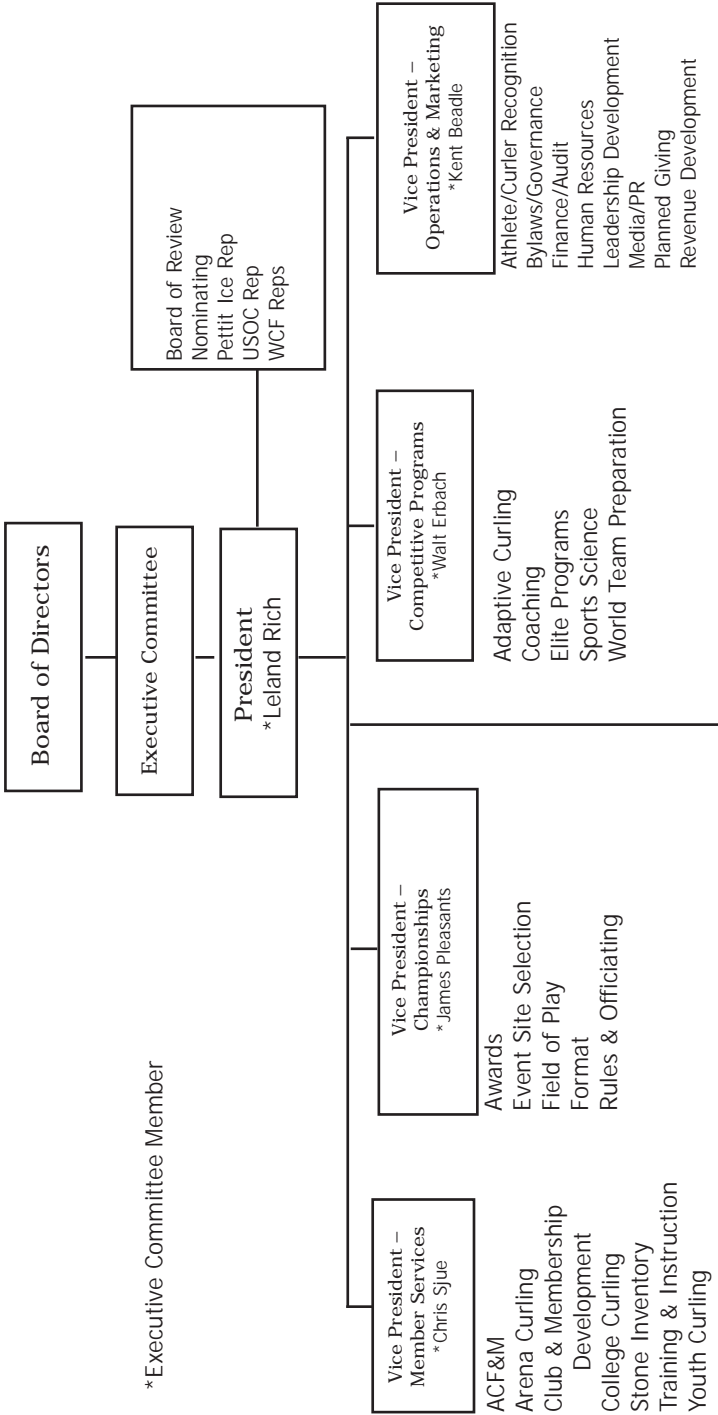 Board of Directors
Executive Committee
President
*Leland Rich
*Executive Committee Member
Board of Review
Nominating
Pettit Ice Rep
USOC Rep
WCF Reps
Vice President –
Member Services
*Chris Sjue
ACF&M
Arena Curling
Club & Membership
Development
College Curling
Stone Inventory
Training & Instruction
Youth Curling
Vice President –
Championships
*James Pleasants
Awards
Event Site Selection
Field of Play
Format
Rules & Officiating
Vice President –
Competitive Programs
*Walt Erbach
Adaptive Curling
Coaching
Elite Programs
Sports Science
World Team Preparation
Vice President –
Operations & Marketing
*Kent Beadle
Athlete/Curler Recognition
Bylaws/Governance
Finance/Audit
Human Resources
Leadership Development
Media/PR
Planned Giving
Revenue Development